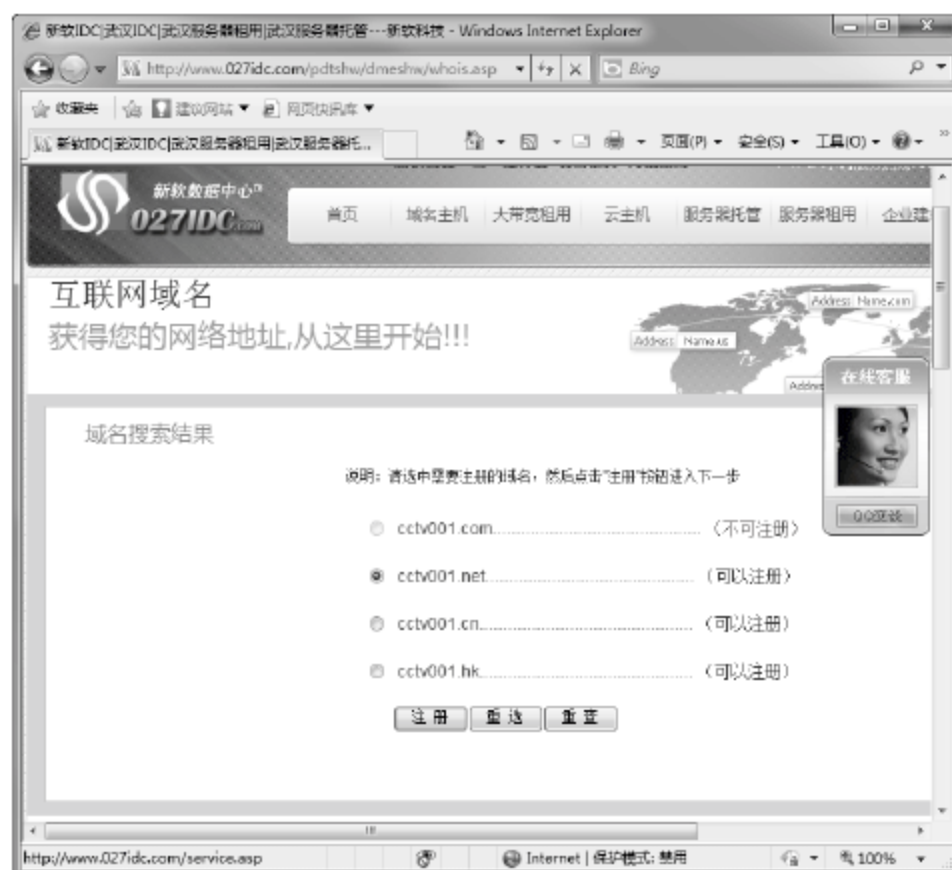 新软IDC|武汉IDC|武汉服务器租用|武汉服务器托管---新软科技 - Windows Internet Explorer
http://www.027idc.com/pdtshw/dmeshw/whois.asp
Bing
收藏夹
建议网站
网页快讯库
新软IDC|武汉IDC|武汉服务器租用|武汉服务器托...
页面(P)
安全(S)
工具(O)
新软数据中心
027IDC.com
首页 域名主机 大带宽租用 云主机 服务器托管 服务器租用 企业建
互联网域名
获得您的网络地址,从这里开始!!!
Address: Name.com
Address: Name.us
Addre
在线客服
QQ
域名搜索结果
说明：请选中需要注册的域名，然后点击"注册"按钮进入下一步
cctv001.com（不可注册）
cctv001.net（可以注册）
cctv001.cn（可以注册）
cctv001.hk（可以注册）
注 册 重 选 重 查
http://www.027idc.com/service.asp
Internet | 保护模式: 禁用
100%